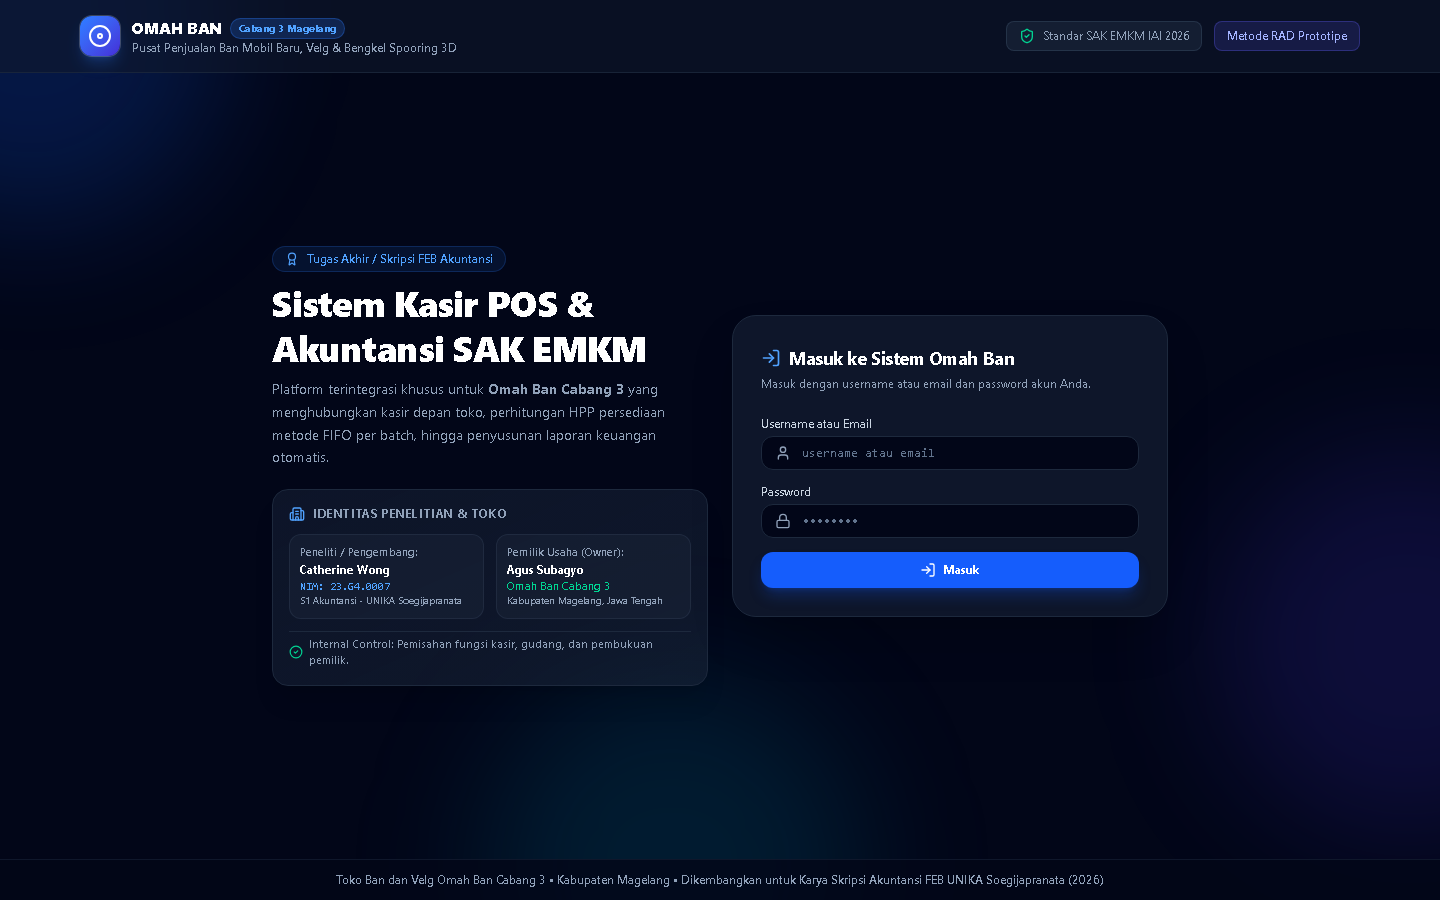 OMAH BAN
Cabang 3 Magelang
Pusat Penjualan Ban Mobil Baru, Velg & Bengkel Spooring 3D
Standar SAK EMKM IAI 2026
Metode RAD Prototipe
Tugas Akhir / Skripsi FEB Akuntansi
Sistem Kasir POS &
Akuntansi SAK EMKM
Platform terintegrasi khusus untuk Omah Ban Cabang 3 yang
menghubungkan kasir depan toko, perhitungan HPP persediaan
metode FIFO per batch, hingga penyusunan laporan keuangan
otomatis.
IDENTITAS PENELITIAN & TOKO
Peneliti / Pengembang:
Catherine Wong
NIM: 23.G4.0007
S1 Akuntansi - UNIKA Soegijapranata
Pemilik Usaha (Owner):
Agus Subagyo
Omah Ban Cabang 3
Kabupaten Magelang, Jawa Tengah
Internal Control: Pemisahan fungsi kasir, gudang, dan pembukuan
pemilik.
Masuk ke Sistem Omah Ban
Masuk dengan username atau email dan password akun Anda.
Username atau Email
username atau email
Password
••••••••
Masuk
Toko Ban dan Velg Omah Ban Cabang 3 • Kabupaten Magelang • Dikembangkan untuk Karya Skripsi Akuntansi FEB UNIKA Soegijapranata (2026)